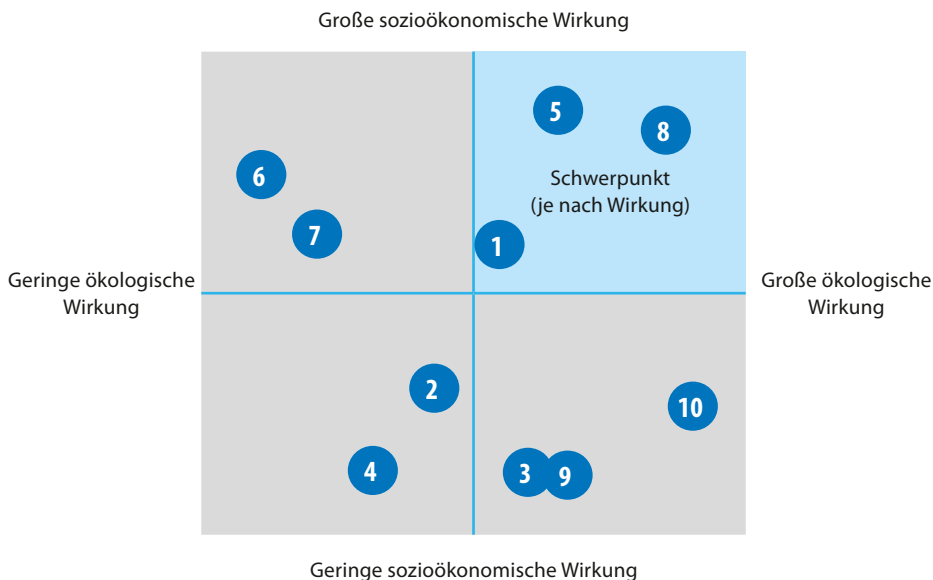 Große sozioökonomische Wirkung
5
8
6
Schwerpunkt
(je nach Wirkung)
7
1
Geringe ökologische
Wirkung
Große ökologische
Wirkung
2
10
4
3
9
Geringe sozioökonomische Wirkung